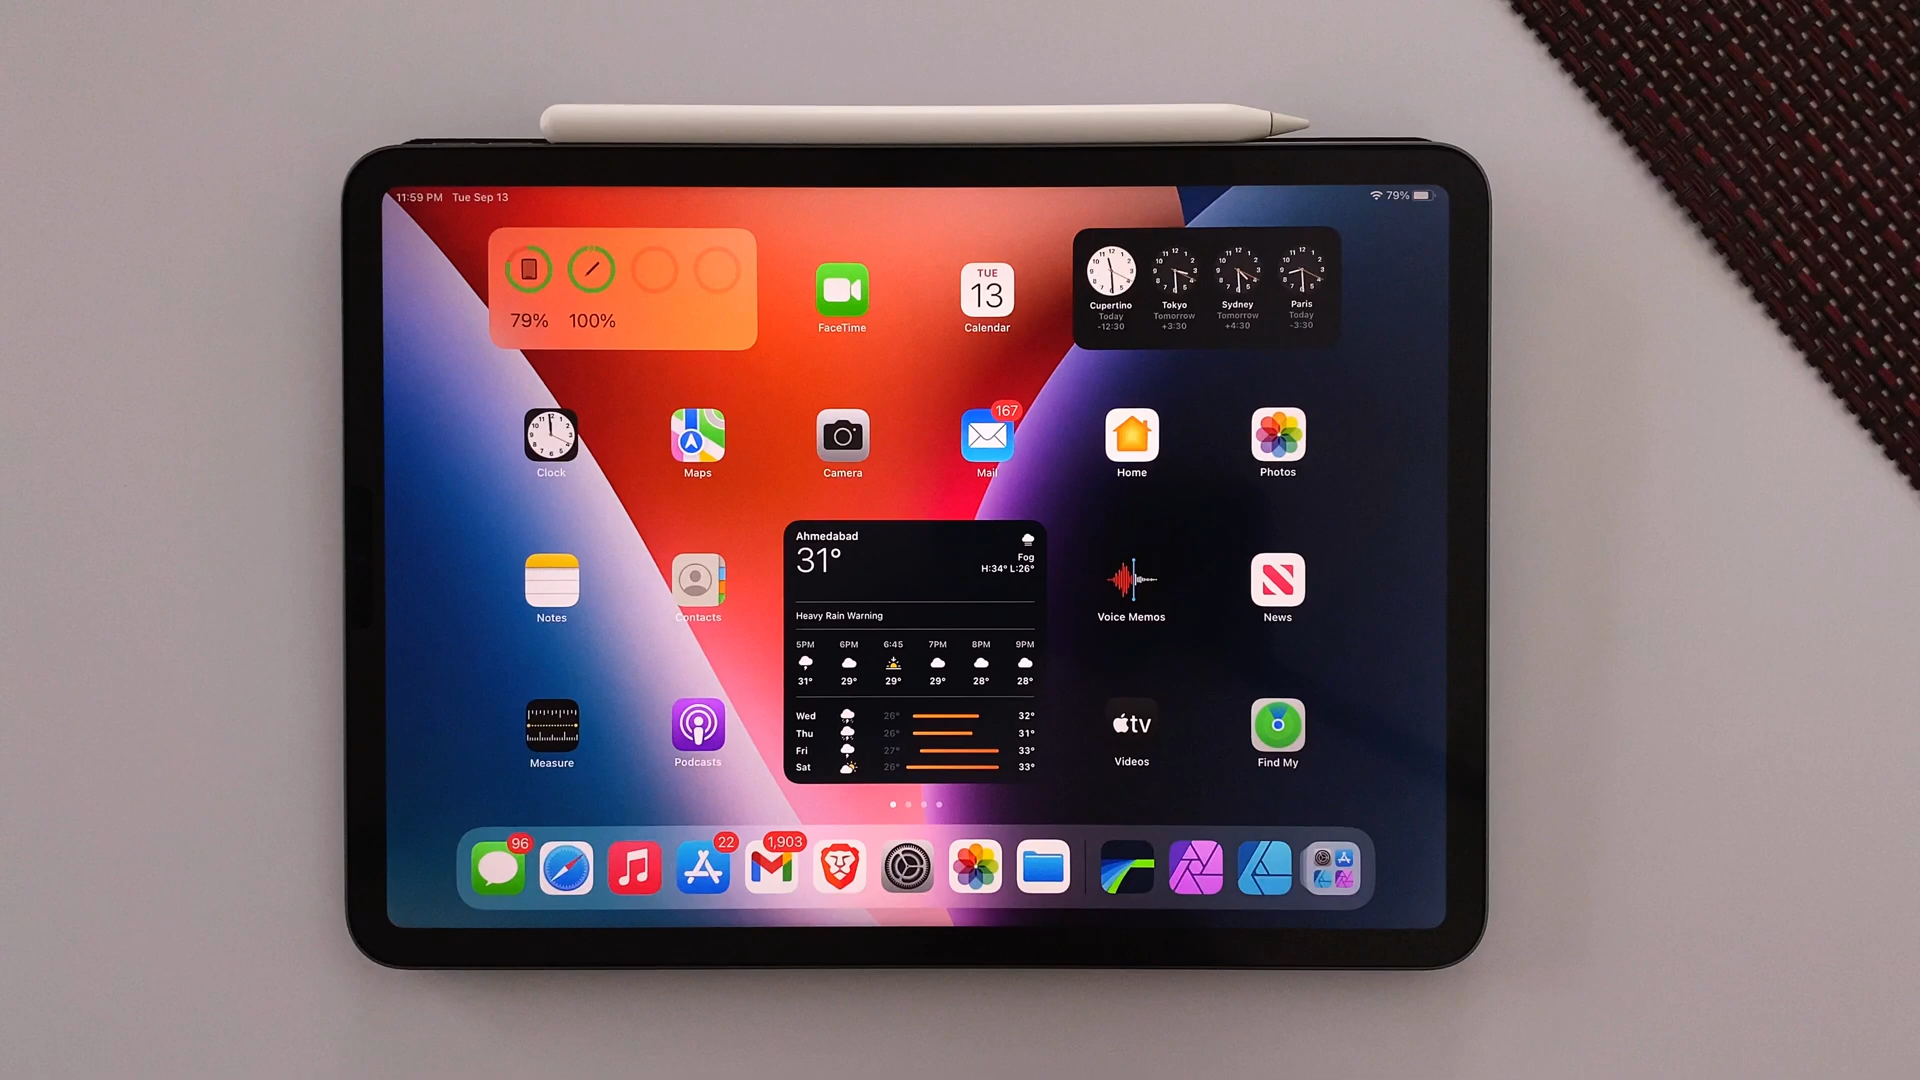 11:59 PM Tue Sep 13
79%
79% 100%
FaceTime
TUE
13
Calendar
Cupertino Tokyo Sydney Paris
Today Tomorrow Tomorrow Today
-12:30 +3:30 +4:30 -3:30
Clock
Maps
Camera
167
Mail
Home
Photos
Notes
Contacts
Ahmedabad
31°
Fog
H:34° L:26°
Heavy Rain Warning
5PM 6PM 6:45 7PM 8PM 9PM
31° 29° 29° 29° 28° 28°
Wed 26° 32°
Thu 26° 31°
Fri 27° 33°
Sat 26° 33°
Voice Memos
News
Measure
Podcasts
tv
Videos
Find My
96
22
1,903